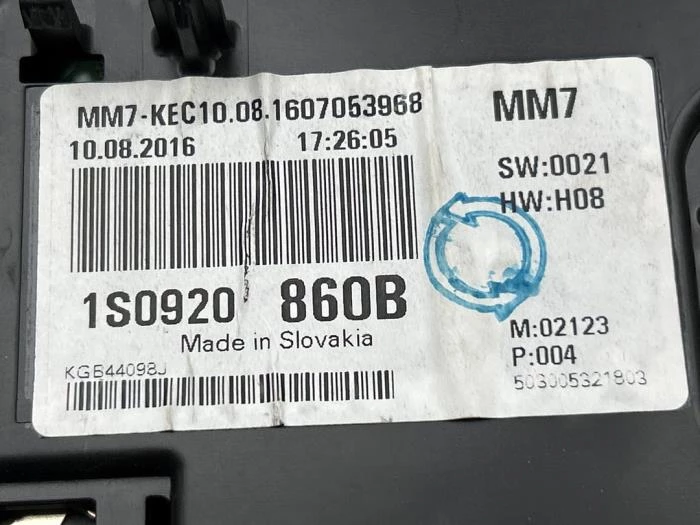 MM7-KEC10.08.1607053968
MM7
10.08.2016 17:26:05
SW:0021
HW:H08
1S0920 860B
Made in Slovakia
M:02123
P:004
KGB44098J
503005321803